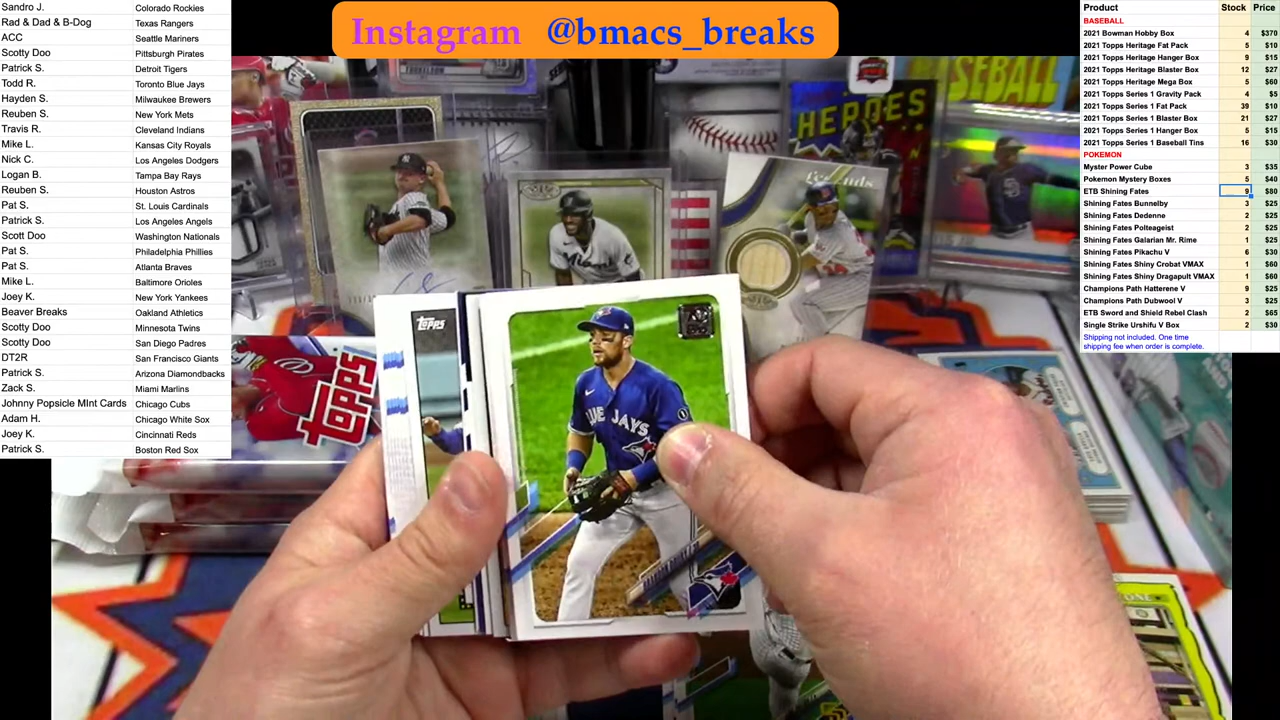 Instagram @bmacs_breaks
Sandro J. Colorado Rockies
Rad & Dad & B-Dog Texas Rangers
ACC Seattle Mariners
Scotty Doo Pittsburgh Pirates
Patrick S. Detroit Tigers
Todd R. Toronto Blue Jays
Hayden S. Milwaukee Brewers
Reuben S. New York Mets
Travis R. Cleveland Indians
Mike L. Kansas City Royals
Nick C. Los Angeles Dodgers
Logan B. Tampa Bay Rays
Reuben S. Houston Astros
Pat S. St. Louis Cardinals
Patrick S. Los Angeles Angels
Scott Doo Washington Nationals
Pat S. Philadelphia Phillies
Pat S. Atlanta Braves
Mike L. Baltimore Orioles
Joey K. New York Yankees
Beaver Breaks Oakland Athletics
Scotty Doo Minnesota Twins
Scotty Doo San Diego Padres
DT2R San Francisco Giants
Patrick S. Arizona Diamondbacks
Zack S. Miami Marlins
Johnny Popsicle MInt Cards Chicago Cubs
Adam H. Chicago White Sox
Joey K. Cincinnati Reds
Patrick S. Boston Red Sox
Product Stock Price
BASEBALL
2021 Bowman Hobby Box 4 $370
2021 Topps Heritage Fat Pack 5 $10
2021 Topps Heritage Hanger Box 9 $15
2021 Topps Heritage Blaster Box 12 $27
2021 Topps Heritage Mega Box 5 $60
2021 Topps Series 1 Gravity Pack 4 $5
2021 Topps Series 1 Fat Pack 39 $10
2021 Topps Series 1 Blaster Box 21 $27
2021 Topps Series 1 Hanger Box 5 $15
2021 Topps Series 1 Baseball Tins 16 $30
POKEMON
Myster Power Cube 3 $35
Pokemon Mystery Boxes 5 $40
ETB Shining Fates 9 $80
Shining Fates Bunnelby 3 $25
Shining Fates Dedenne 2 $25
Shining Fates Polteageist 2 $25
Shining Fates Galarian Mr. Rime 1 $25
Shining Fates Pikachu V 6 $30
Shining Fates Shiny Crobat VMAX 1 $60
Shining Fates Shiny Dragapult VMAX 1 $60
Champions Path Hatterene V 9 $25
Champions Path Dubwool V 3 $25
ETB Sword and Shield Rebel Clash 2 $65
Single Strike Urshifu V Box 2 $30
Shipping not included. One time
shipping fee when order is complete.
SEBALL
HEROES
Topps
BLUE JAYS
TOPPS